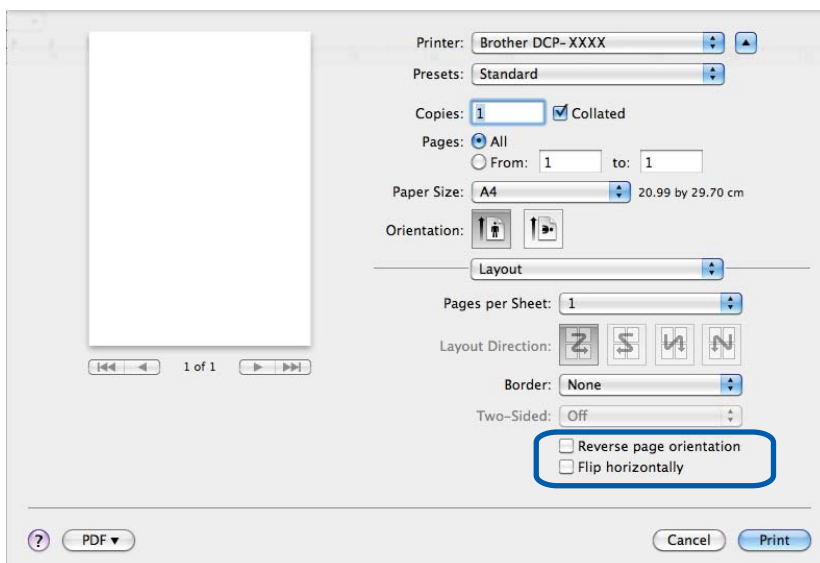 Printer: Brother DCP- XXXX
Presets: Standard
Copies: 1 Collated
Pages: All
From: 1 to: 1
Paper Size: A4 20.99 by 29.70 cm
Orientation:
Layout
Pages per Sheet: 1
Layout Direction:
1 of 1
Border: None
Two-Sided: Off
Reverse page orientation
Flip horizontally
? PDF ▼ Cancel Print